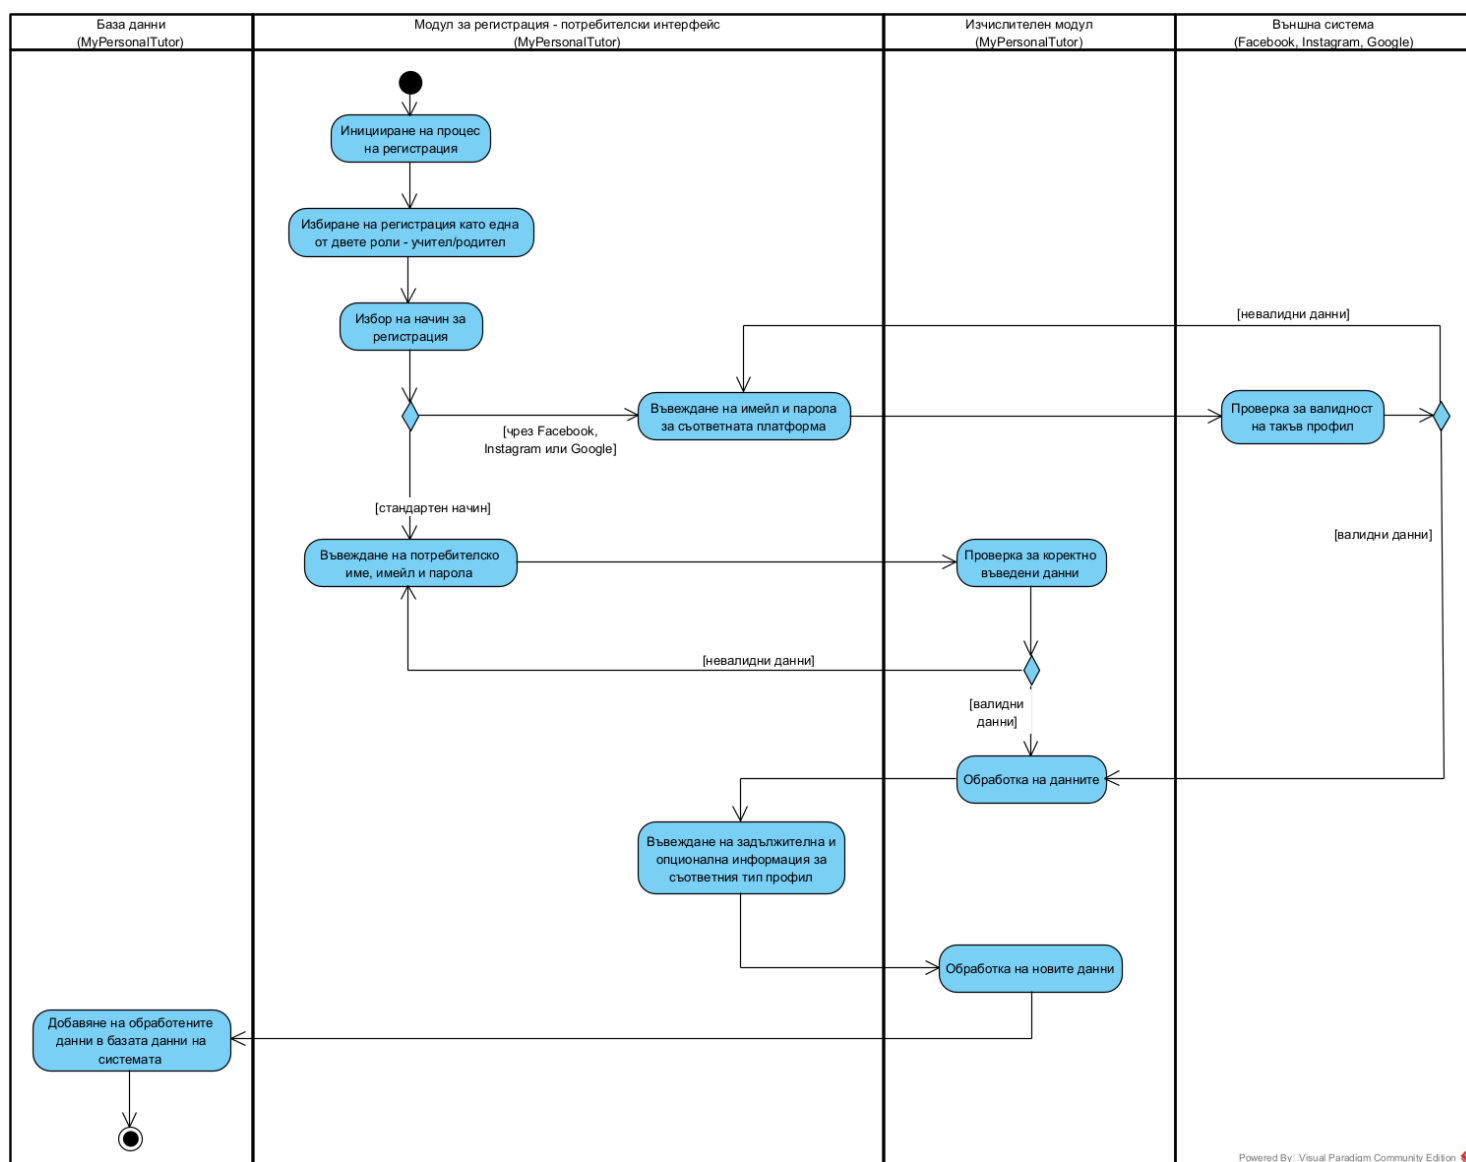 База данни
(MyPersonalTutor)
Модул за регистрация - потребителски интерфейс
(MyPersonalTutor)
Изчислителен модул
(MyPersonalTutor)
Външна система
(Facebook, Instagram, Google)
Иницииране на процес
на регистрация
Избиране на регистрация като една
от двете роли - учител/родител
Избор на начин за
регистрация
[невалидни данни]
Въвеждане на имейл и парола
за съответната платформа
Проверка за валидност
на такъв профил
[чрез Facebook,
Instagram или Google]
[стандартен начин]
[валидни данни]
Въвеждане на потребителско
име, имейл и парола
Проверка за коректно
въведени данни
[невалидни данни]
[валидни
данни]
Обработка на данните
Въвеждане на задължителна и
опционална информация за
съответния тип профил
Обработка на новите данни
Добавяне на обработените
данни в базата данни на
системата
Powered By Visual Paradigm Community Edition